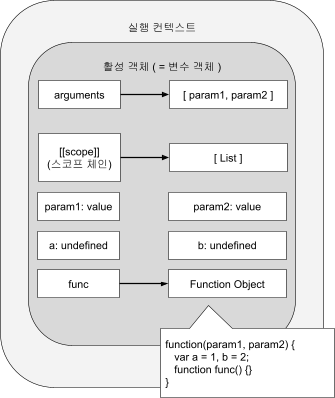 실행 컨텍스트
활성 객체 ( = 변수 객체 )
arguments
[ param1, param2 ]
[[scope]]
(스코프 체인)
[ List ]
param1: value
param2: value
a: undefined
b: undefined
func
Function Object
function(param1, param2) {
var a = 1, b = 2;
function func() {}
}